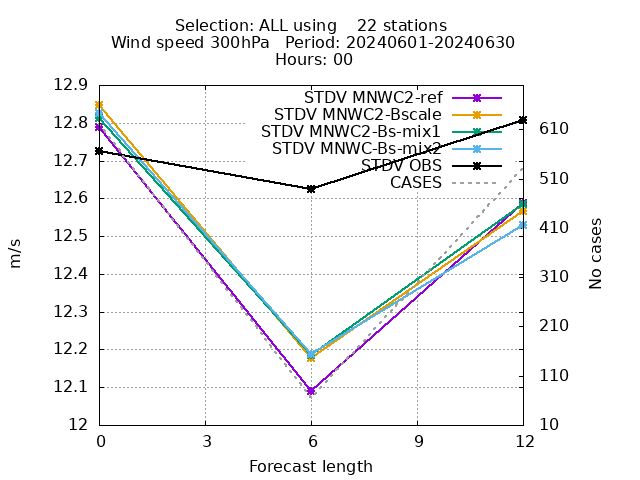 Selection: ALL using    22 stations
Wind speed 300hPa   Period: 20240601-20240630
Hours: 00
STDV MNWC2-ref
STDV MNWC2-Bscale
STDV MNWC2-Bs-mix1
STDV MNWC-Bs-mix2
STDV OBS
CASES
12.9
12.8
12.7
12.6
12.5
12.4
12.3
12.2
12.1
12
m/s
610
510
410
310
210
110
10
No cases
0 3 6 9 12
Forecast length